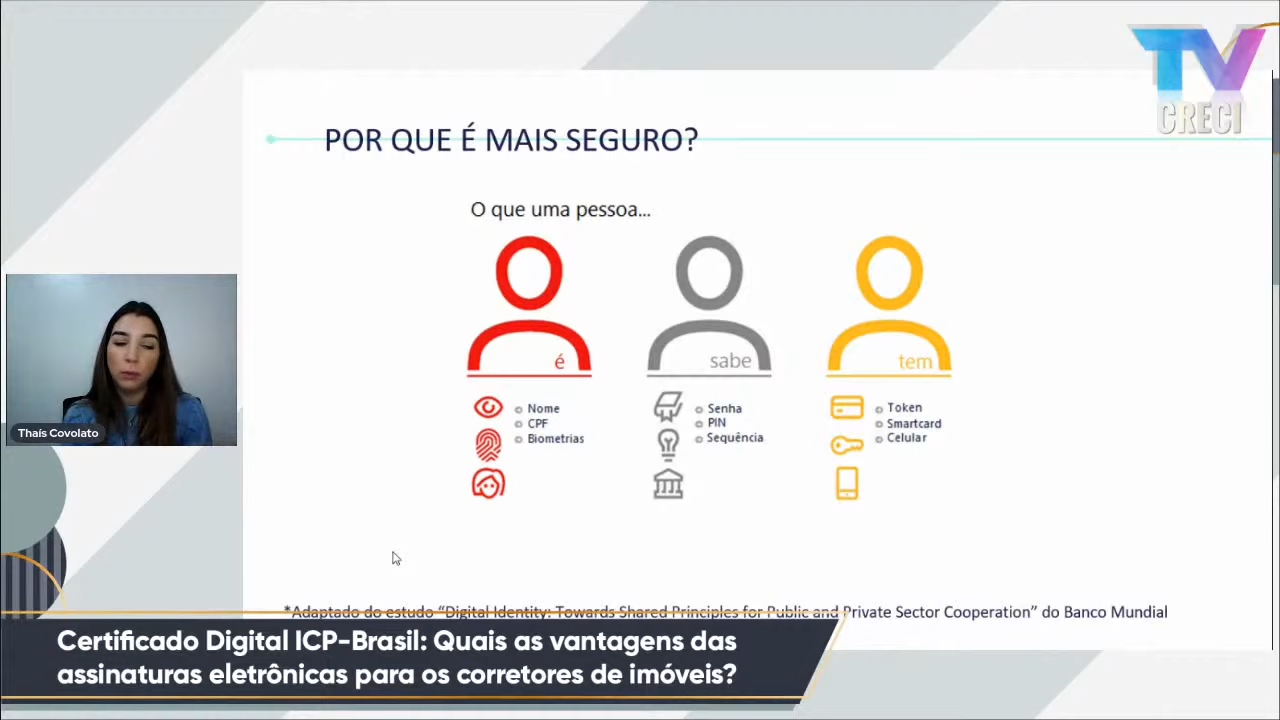 TV
CRECI
POR QUE É MAIS SEGURO?
O que uma pessoa...
é
Nome
CPF
Biometrias
sabe
Senha
PIN
Sequência
tem
Token
Smartcard
Celular
Thaís Covolato
*Adaptado do estudo “Digital Identity: Towards Shared Principles for Public and Private Sector Cooperation” do Banco Mundial
Certificado Digital ICP-Brasil: Quais as vantagens das
assinaturas eletrônicas para os corretores de imóveis?